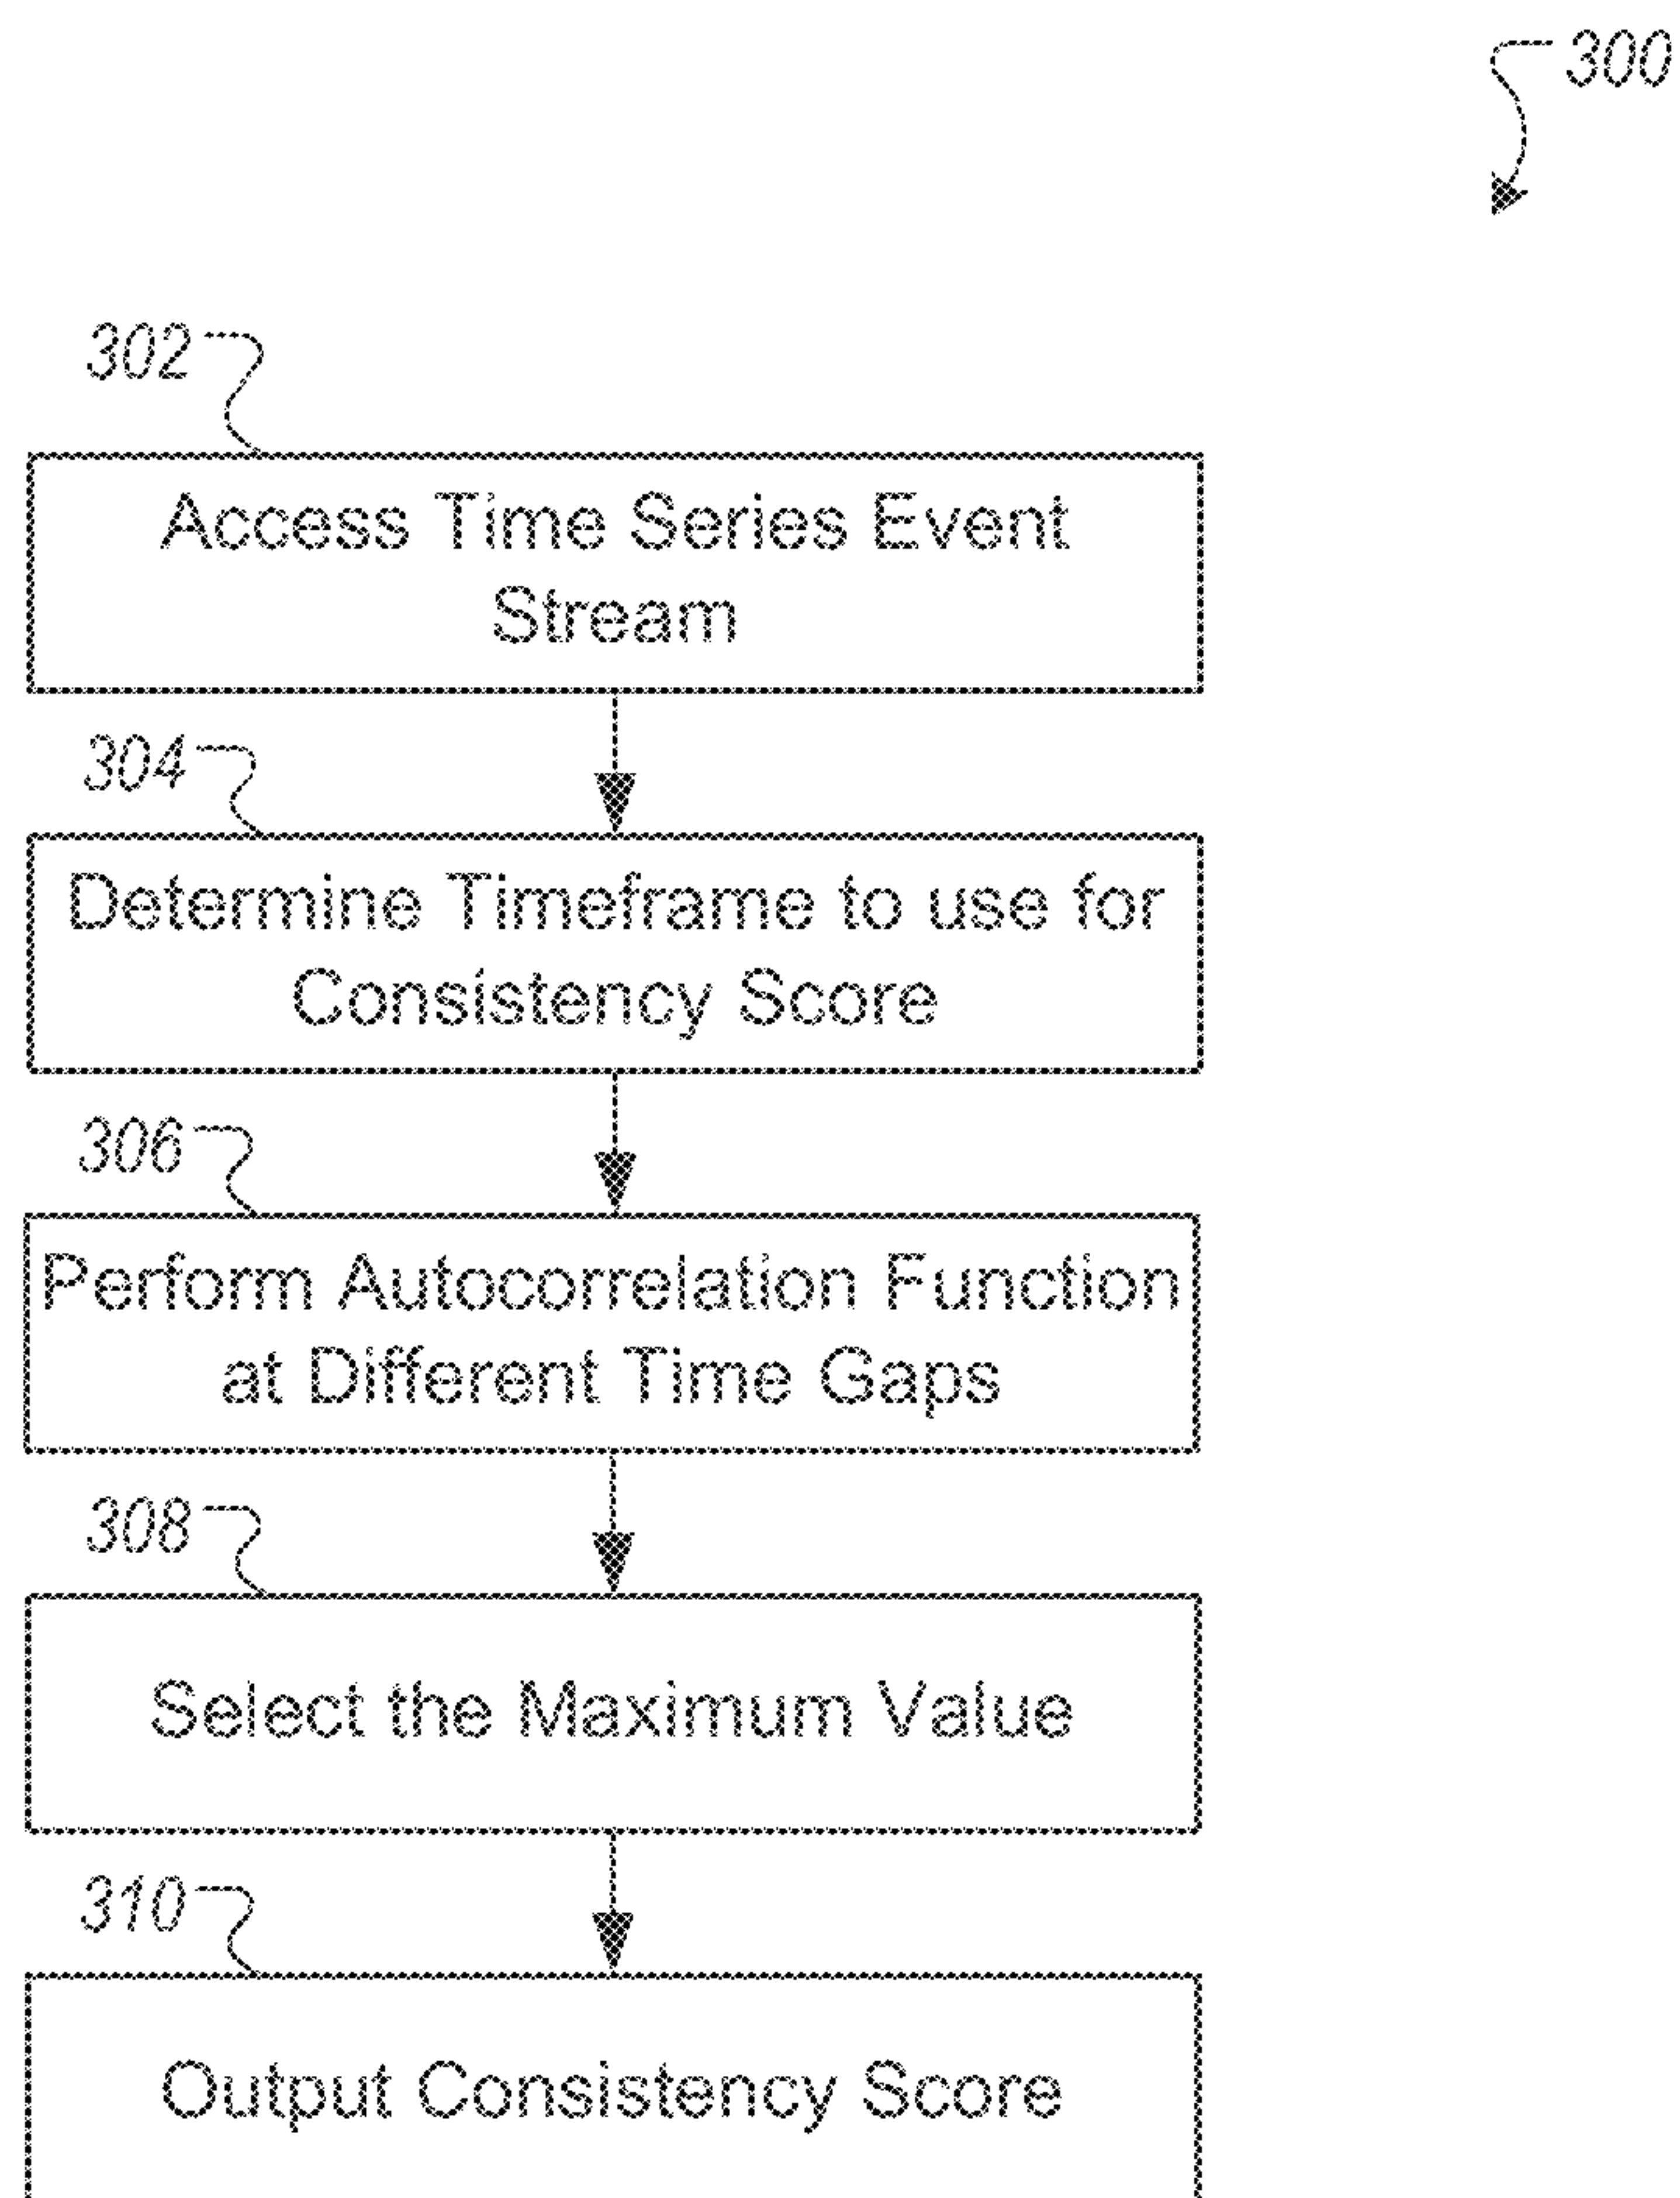 300
302
Access Time Series Event
Stream
304
Determine Timeframe to use for
Consistency Score
306
Perform Autocorrelation Function
at Different Time Gaps
308
Select the Maximum Value
310
Output Consistency Score